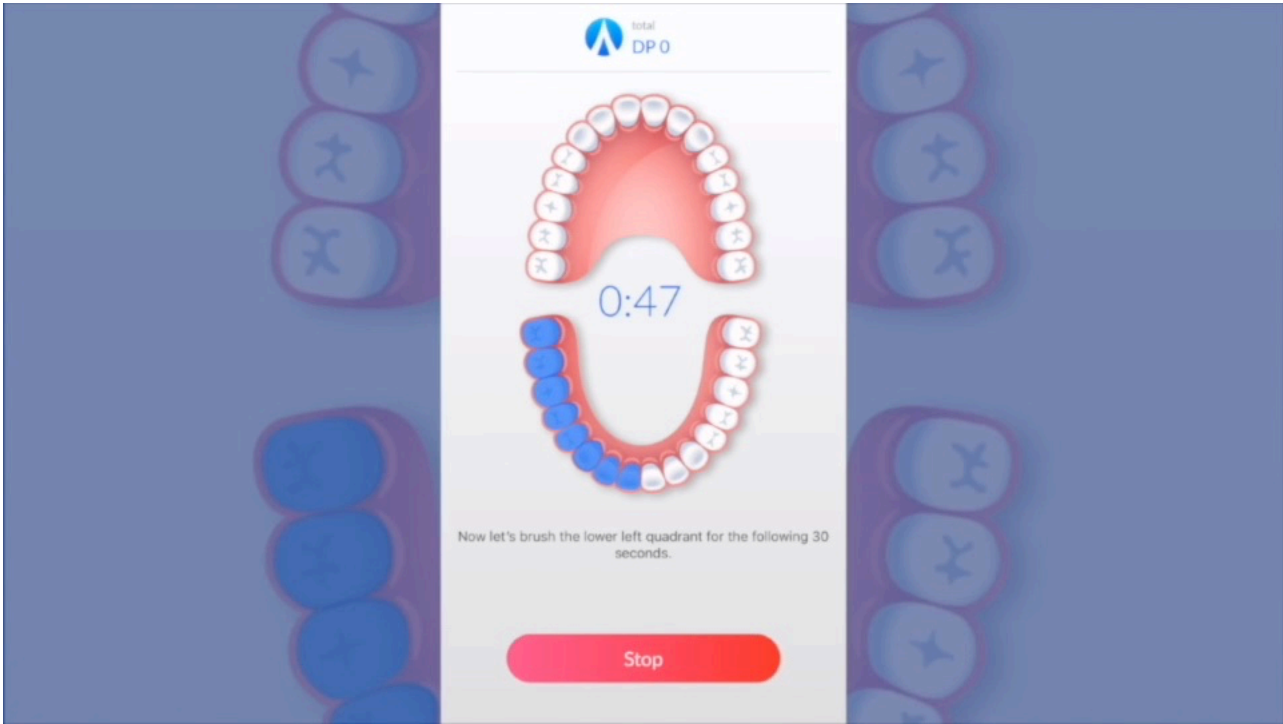 total
DP 0
0:47
Now let's brush the lower left quadrant for the following 30
seconds.
Stop